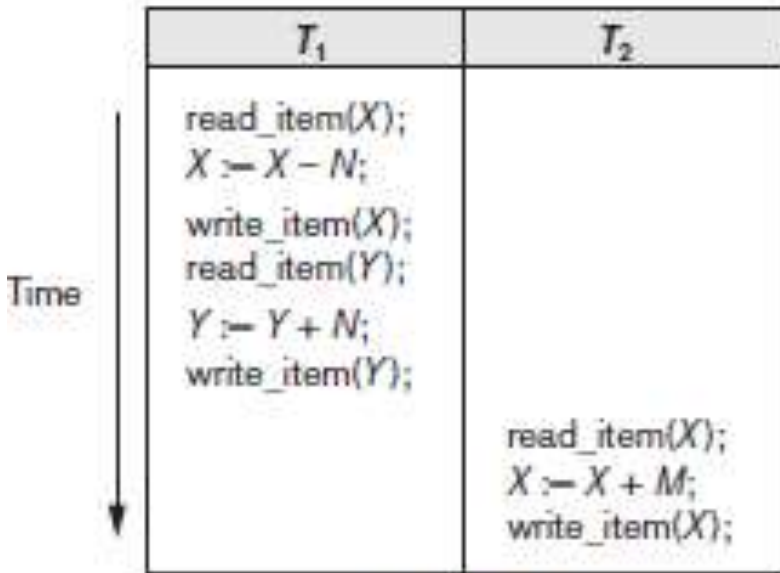 T₁ T₂
read_item(X);
X := X – N;
write_item(X);
read_item(Y);
Time
Y := Y + N;
write_item(Y);
read_item(X);
X := X + M;
write_item(X);